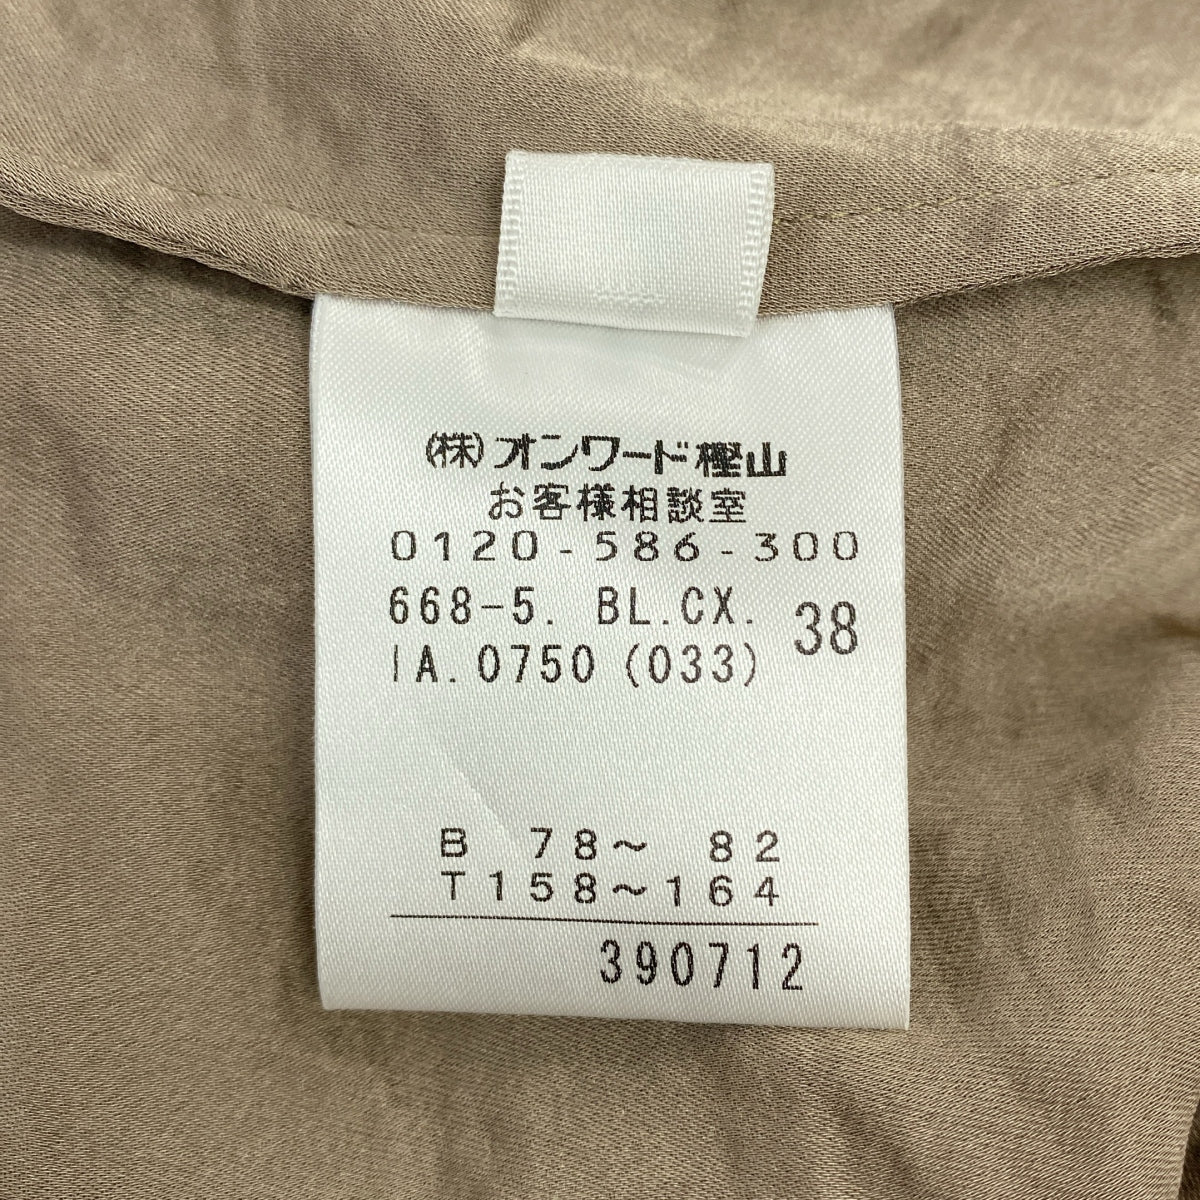 (株)オンワード樫山
お客様相談室
0120-586-300
668-5. BL.CX. 38
IA.0750 (033)
B 78～ 82
T158～164
390712